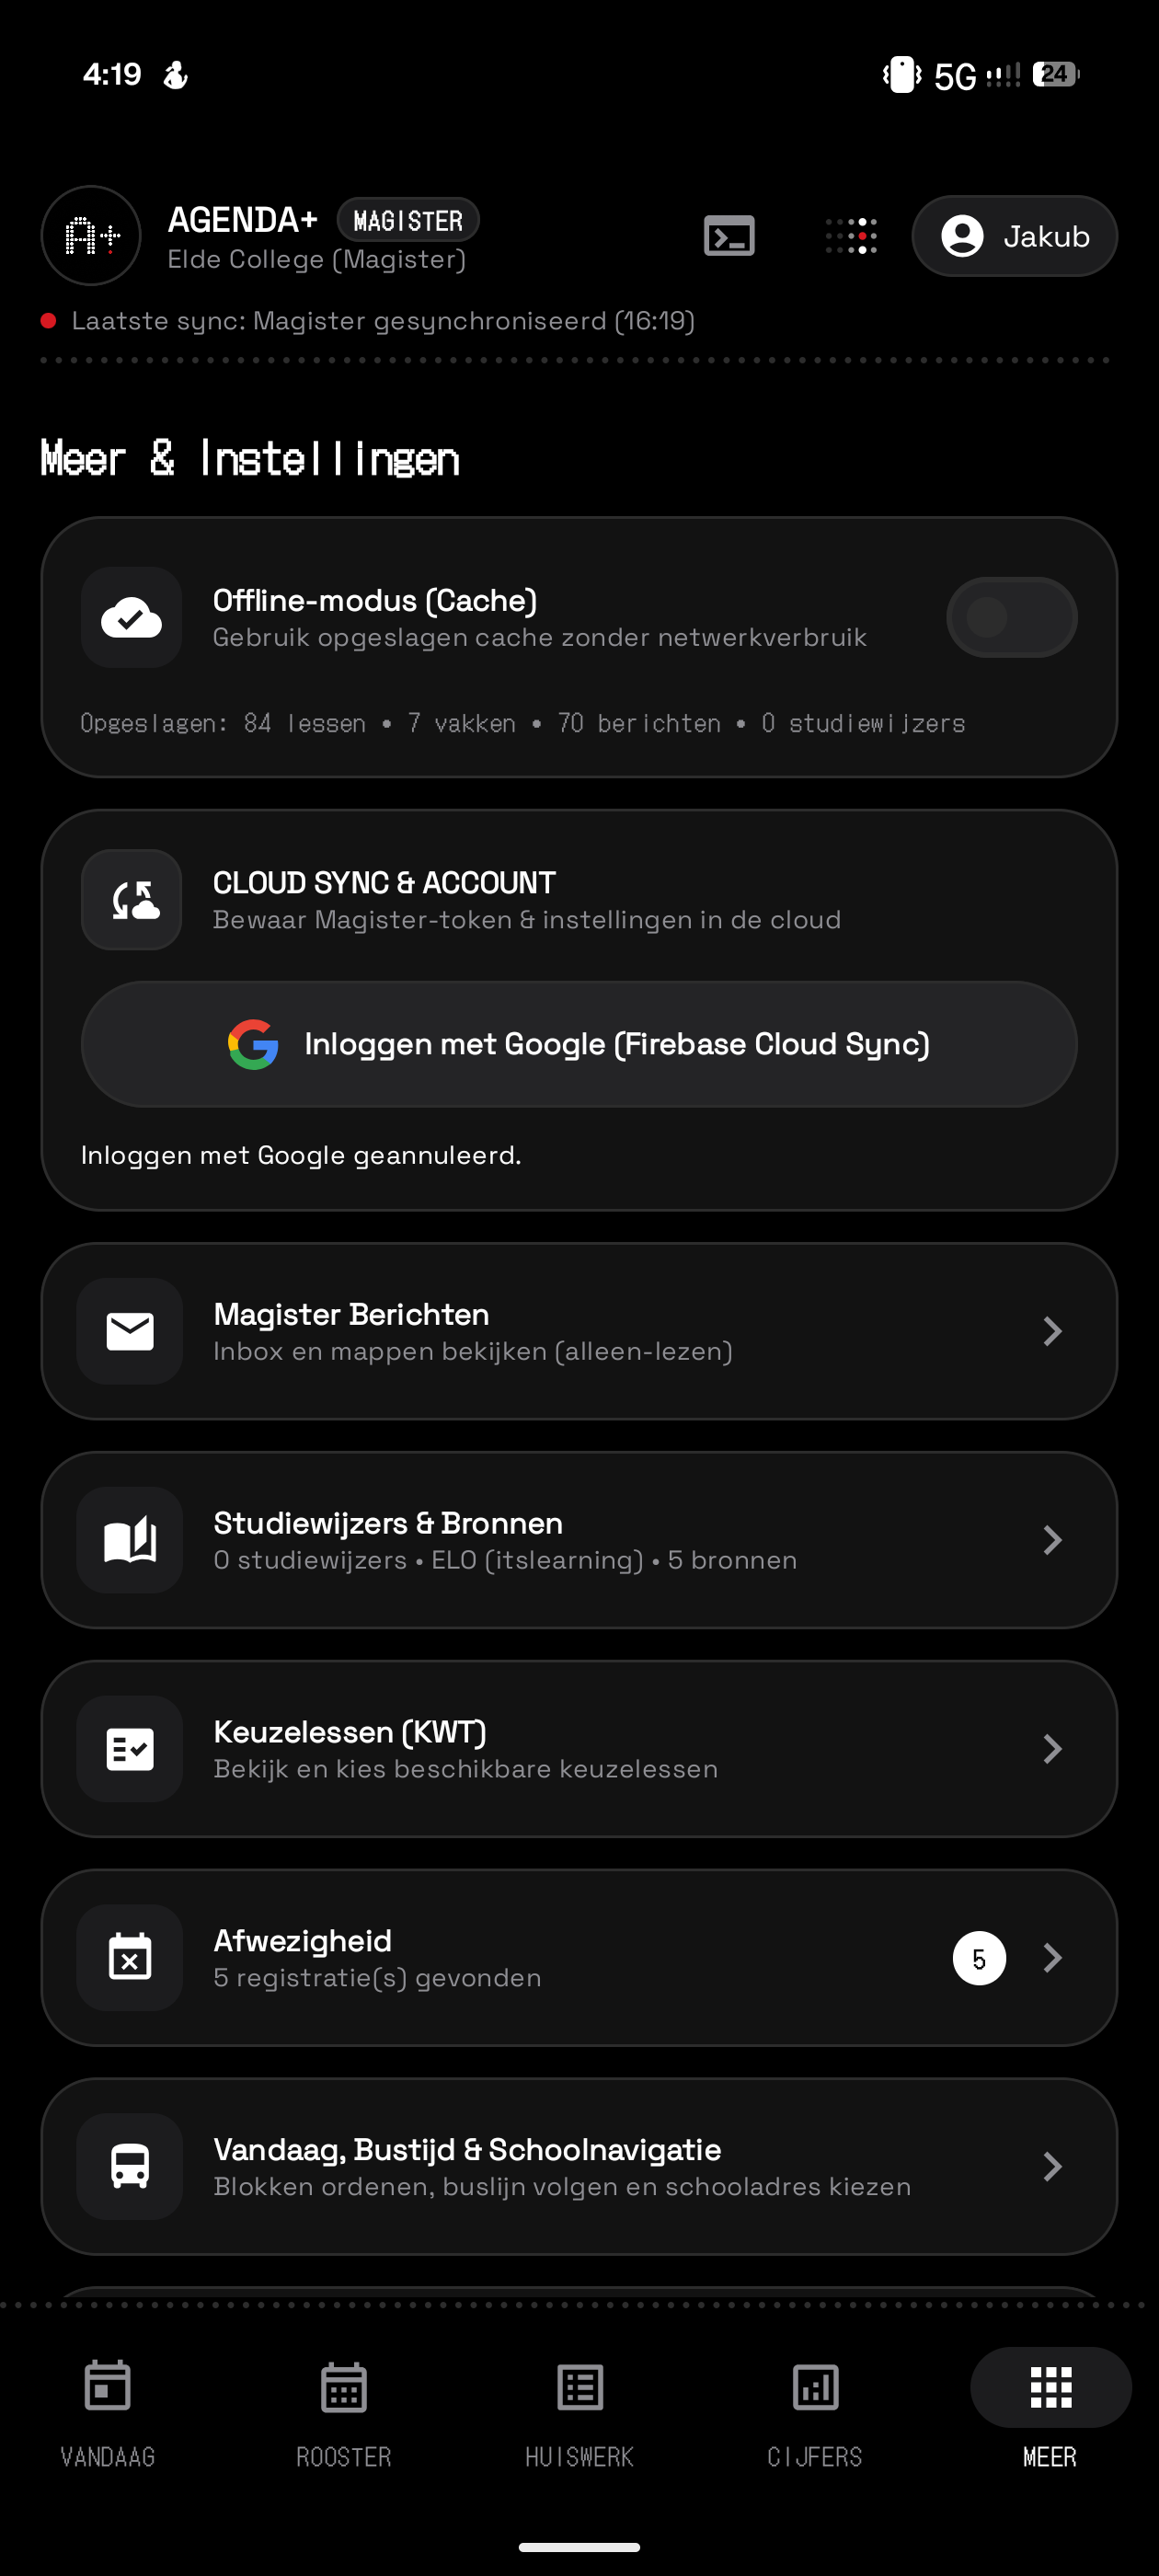 4:19
5G
24
AGENDA+ MAGISTER
Elde College (Magister)
Jakub
Laatste sync: Magister gesynchroniseerd (16:19)
Meer & Instellingen
Offline-modus (Cache)
Gebruik opgeslagen cache zonder netwerkverbruik
Opgeslagen: 84 lessen • 7 vakken • 70 berichten • 0 studiewijzers
CLOUD SYNC & ACCOUNT
Bewaar Magister-token & instellingen in de cloud
Inloggen met Google (Firebase Cloud Sync)
Inloggen met Google geannuleerd.
Magister Berichten
Inbox en mappen bekijken (alleen-lezen)
Studiewijzers & Bronnen
0 studiewijzers • ELO (itslearning) • 5 bronnen
Keuzelessen (KWT)
Bekijk en kies beschikbare keuzelessen
Afwezigheid
5 registratie(s) gevonden
5
Vandaag, Bustijd & Schoolnavigatie
Blokken ordenen, buslijn volgen en schooladres kiezen
VANDAAG
ROOSTER
HUISWERK
CIJFERS
MEER